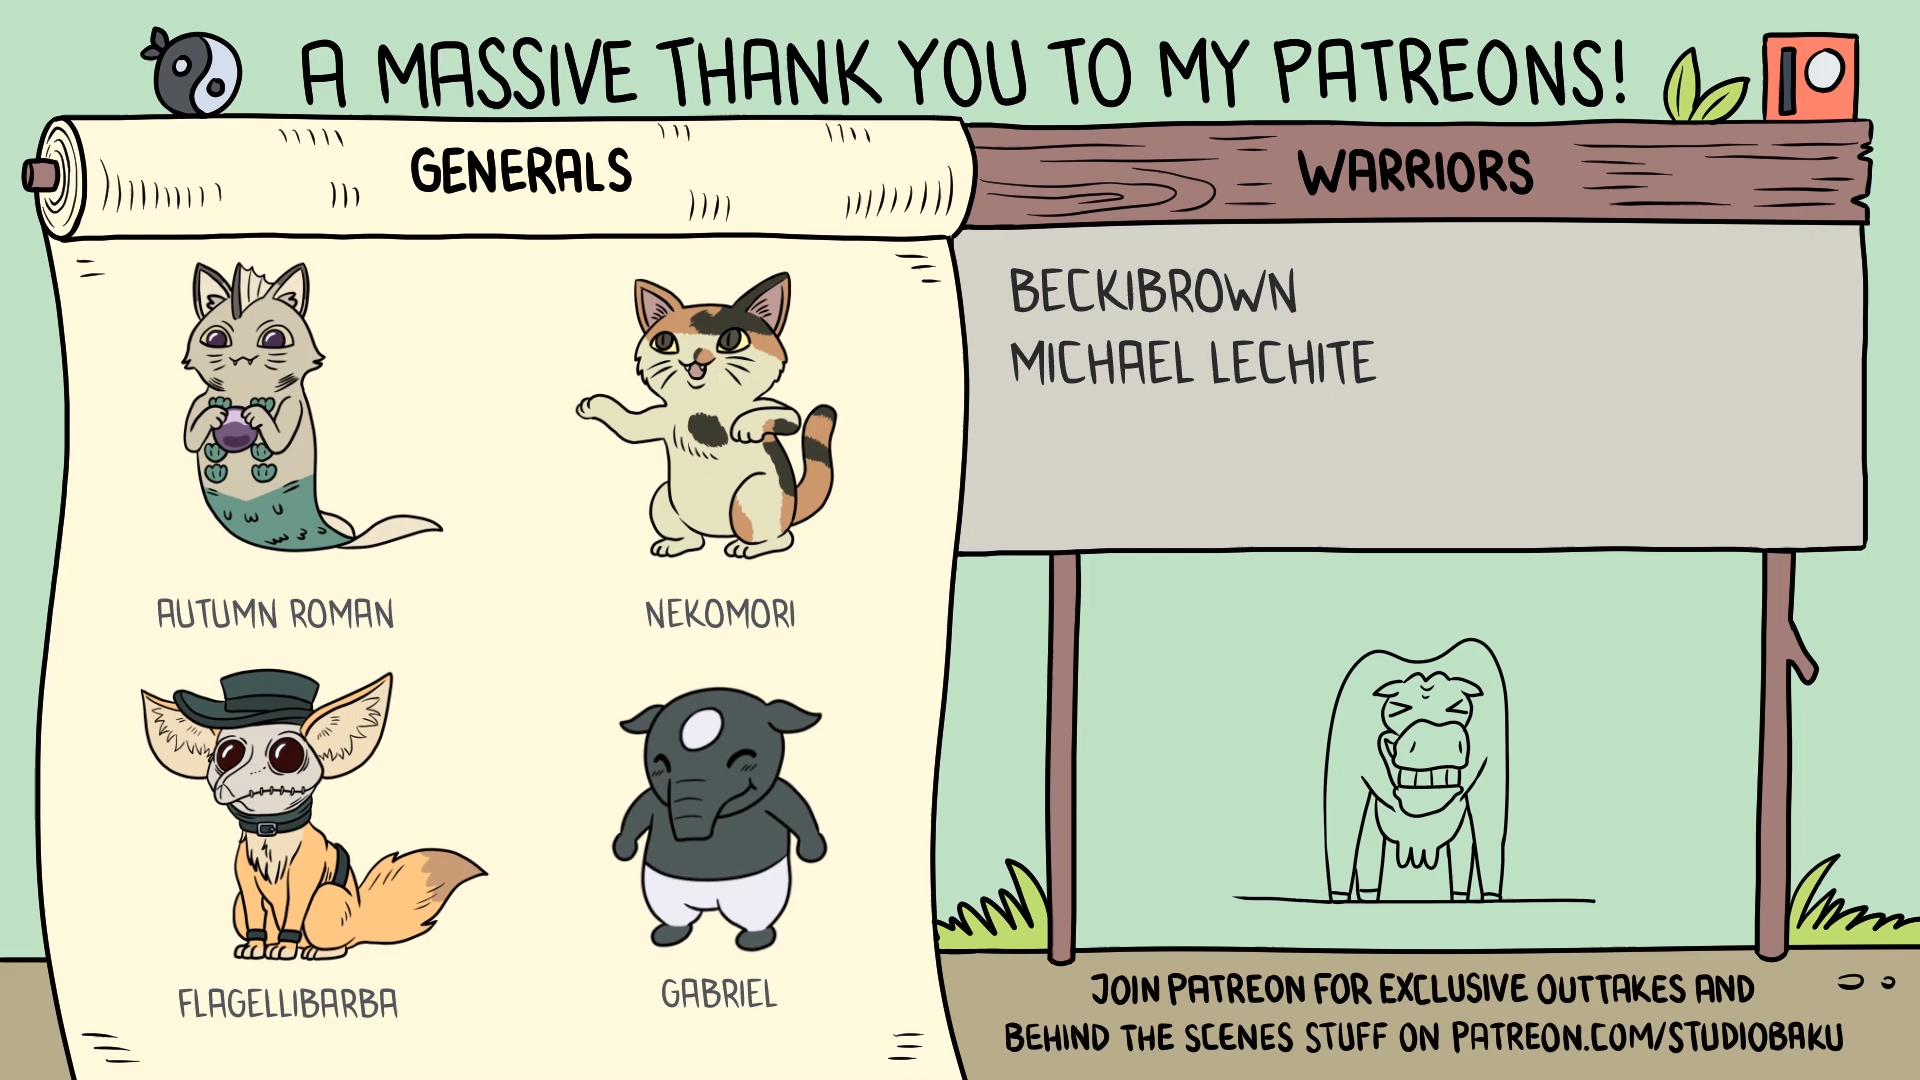 A MASSIVE THANK YOU TO MY PATREONS!
GENERALS
WARRIORS
BECKIBROWN
MICHAEL LECHITE
AUTUMN ROMAN
NEKOMORI
FLAGELLIBARBA
GABRIEL
JOIN PATREON FOR EXCLUSIVE OUTTAKES AND
BEHIND THE SCENES STUFF ON PATREON.COM/STUDIOBAKU